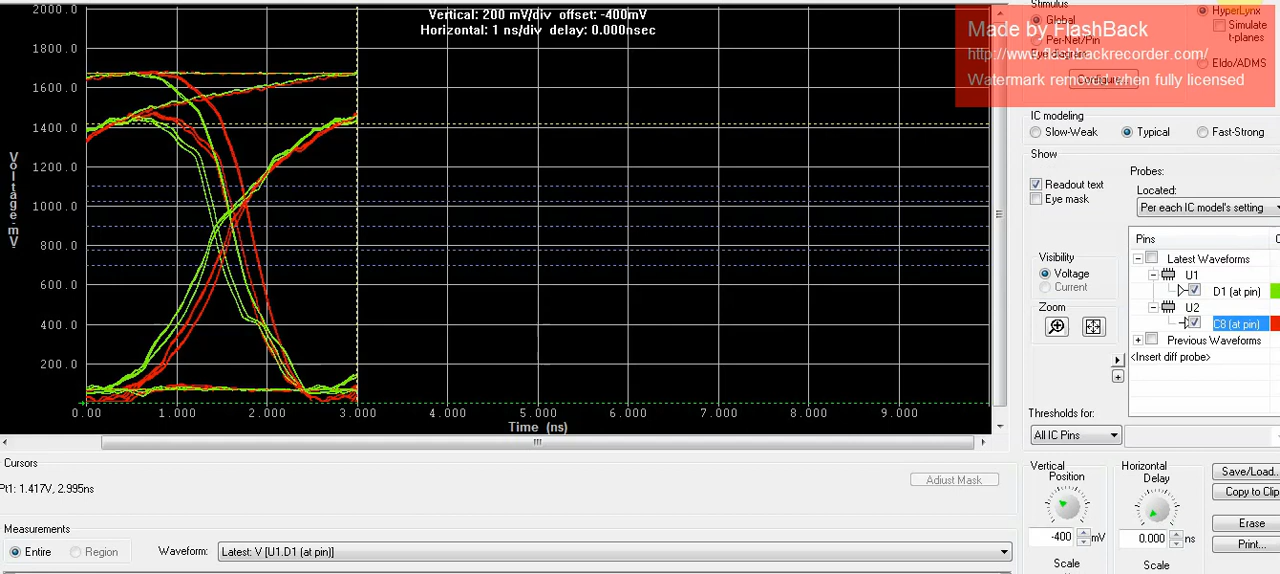 Vertical: 200 mV/div offset: -400mV
Horizontal: 1 ns/div delay: 0.000nsec
2000.0
1800.0
1600.0
1400.0
1200.0
1000.0
800.0
600.0
400.0
200.0
Voltage -mV
0.000 1.000 2.000 3.000 4.000 5.000 6.000 7.000 8.000 9.000
Time (ns)
Cursors
Pt1: 1.417V, 2.995ns
Adjust Mask
Measurements
Entire
Region
Waveform:
Latest: V [U1.D1 (at pin)]
Stimulus
Global
Per-Net/Pin
HyperLynx
Simulate
t-planes
Eldo/ADMS
Made by FlashBack
http://www.flashbackrecorder.com/
Watermark removed when fully licensed
IC modeling
Slow-Weak
Typical
Fast-Strong
Show
Readout text
Eye mask
Probes:
Located:
Per each IC model's setting
Pins
Latest Waveforms
U1
D1 (at pin)
U2
C8 (at pin)
Previous Waveforms
<Insert diff probe>
Visibility
Voltage
Current
Zoom
Thresholds for:
All IC Pins
Vertical
Position
-400 mV
Scale
Horizontal
Delay
0.000 ns
Scale
Save/Load..
Copy to Clip
Erase
Print...